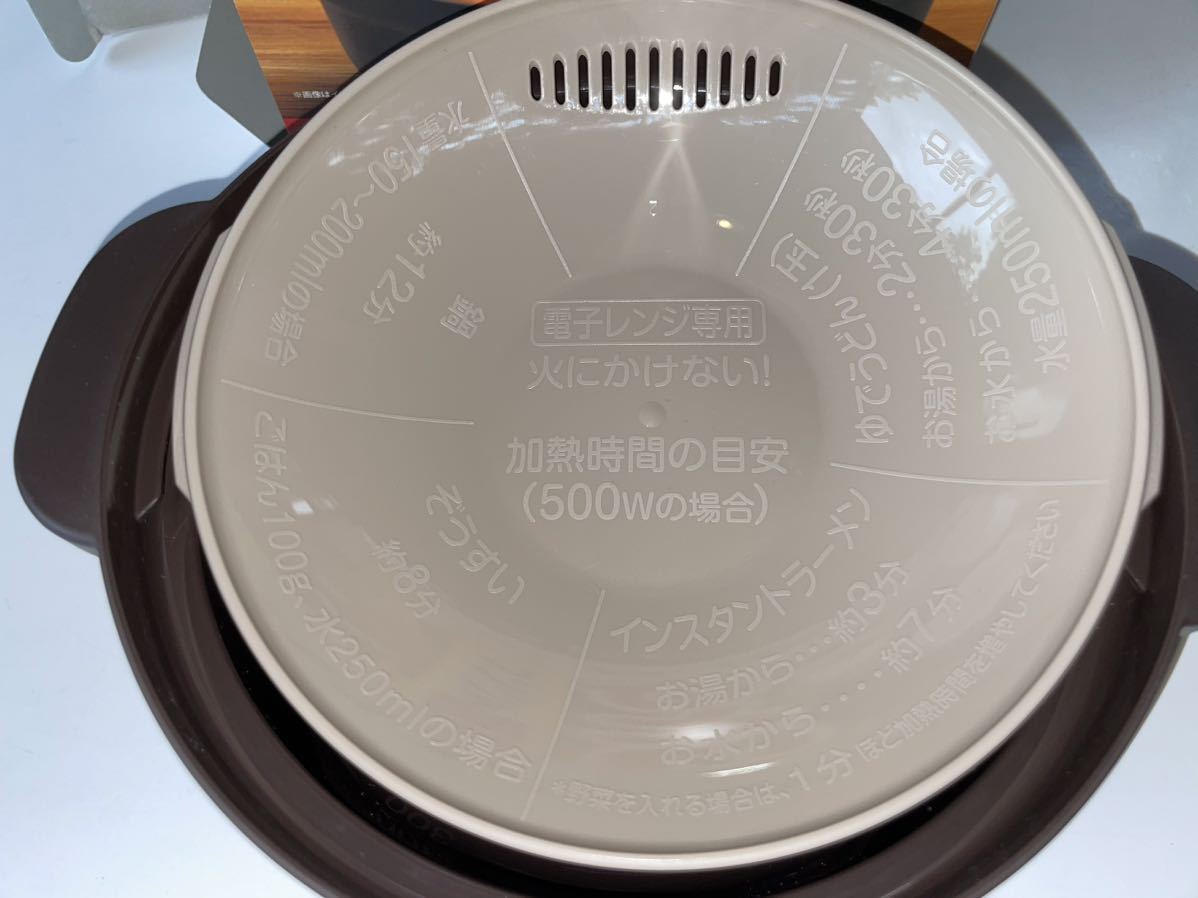 電子レンジ専用
火にかけない!
加熱時間の目安
(500Wの場合)
鍋
約12分
水量150~200mlの場合
ゆでうどん(1玉)
お湯から…2分30秒
お水から…4分30秒
水量250mlの場合
ぞうすい
約8分
ごはん100g、水250mlの場合
インスタントラーメン
お湯から…約3分
お水から‥‥約7分
*野菜を入れる場合は、1分ほど加熱時間を増やしてください